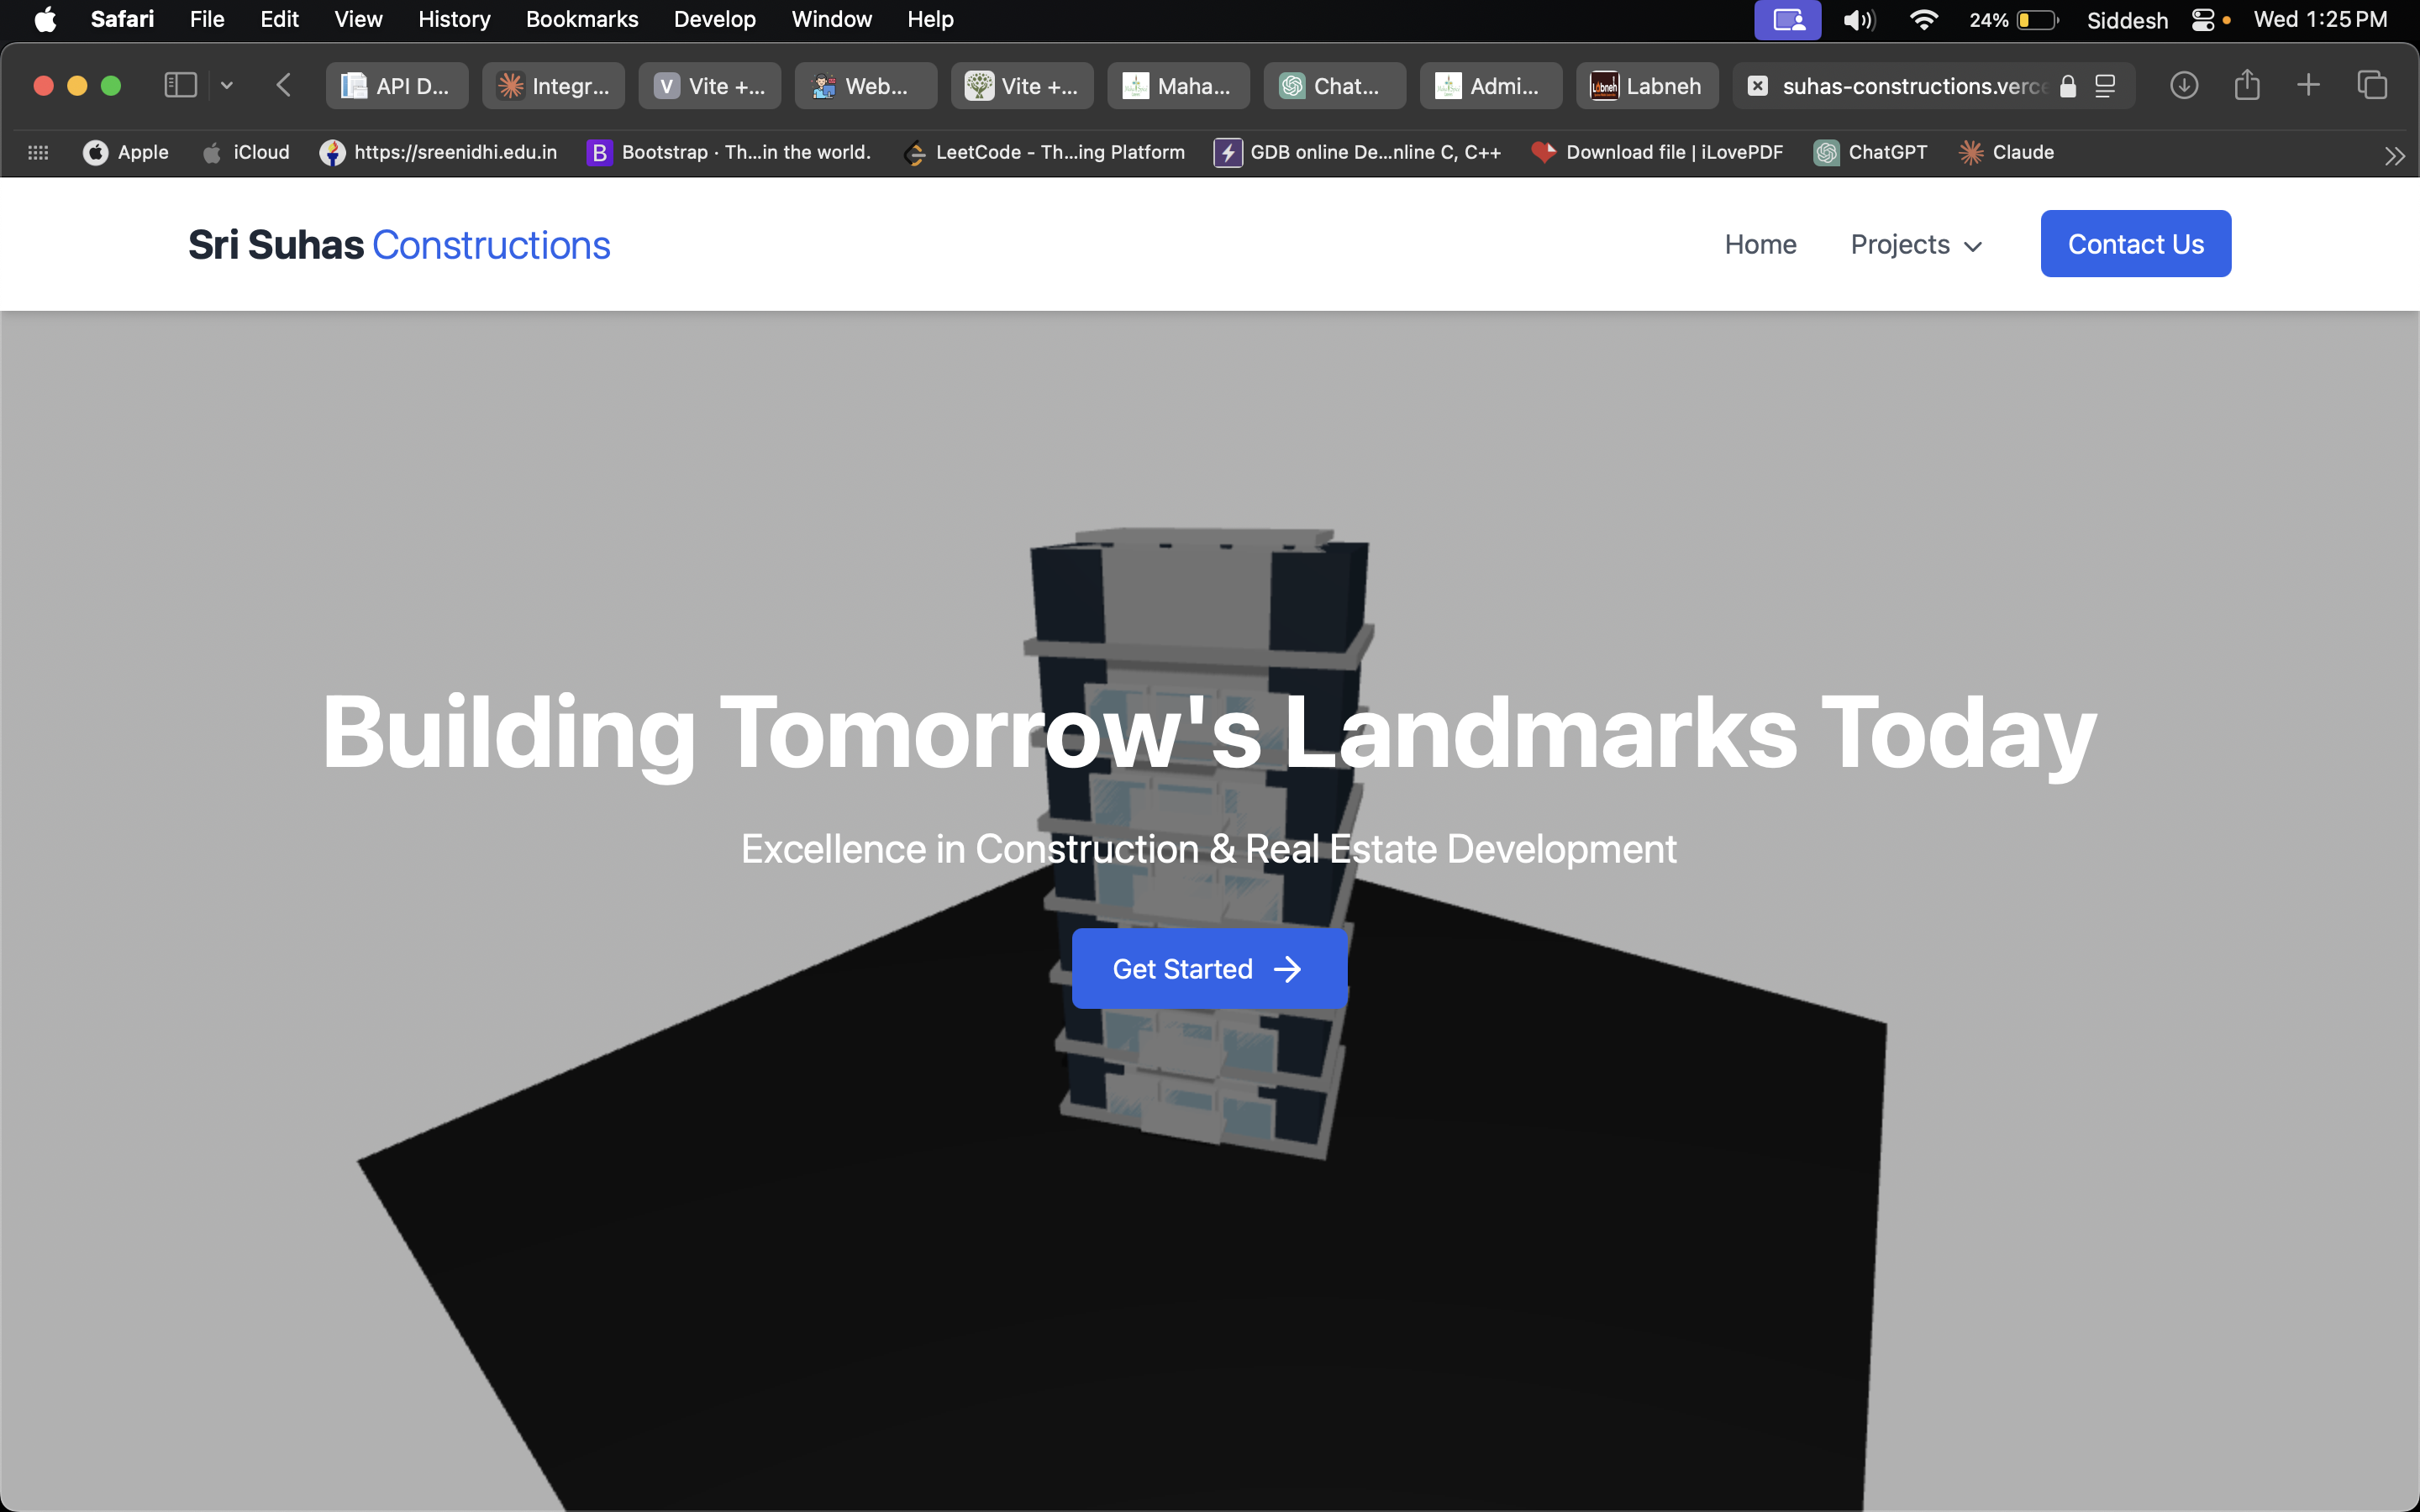 Safari File Edit View History Bookmarks Develop Window Help 24% Siddesh Wed 1:25 PM
API D... Integr... V Vite +... Web... Vite +... Maha... Chat... Admi... Labneh Labneh suhas-constructions.verce
Apple iCloud https://sreenidhi.edu.in B Bootstrap · Th...in the world. LeetCode - Th...ing Platform GDB online De...nline C, C++ Download file | iLovePDF ChatGPT Claude
Sri Suhas Constructions Home Projects Contact Us
Building Tomorrow's Landmarks Today
Excellence in Construction & Real Estate Development
Get Started